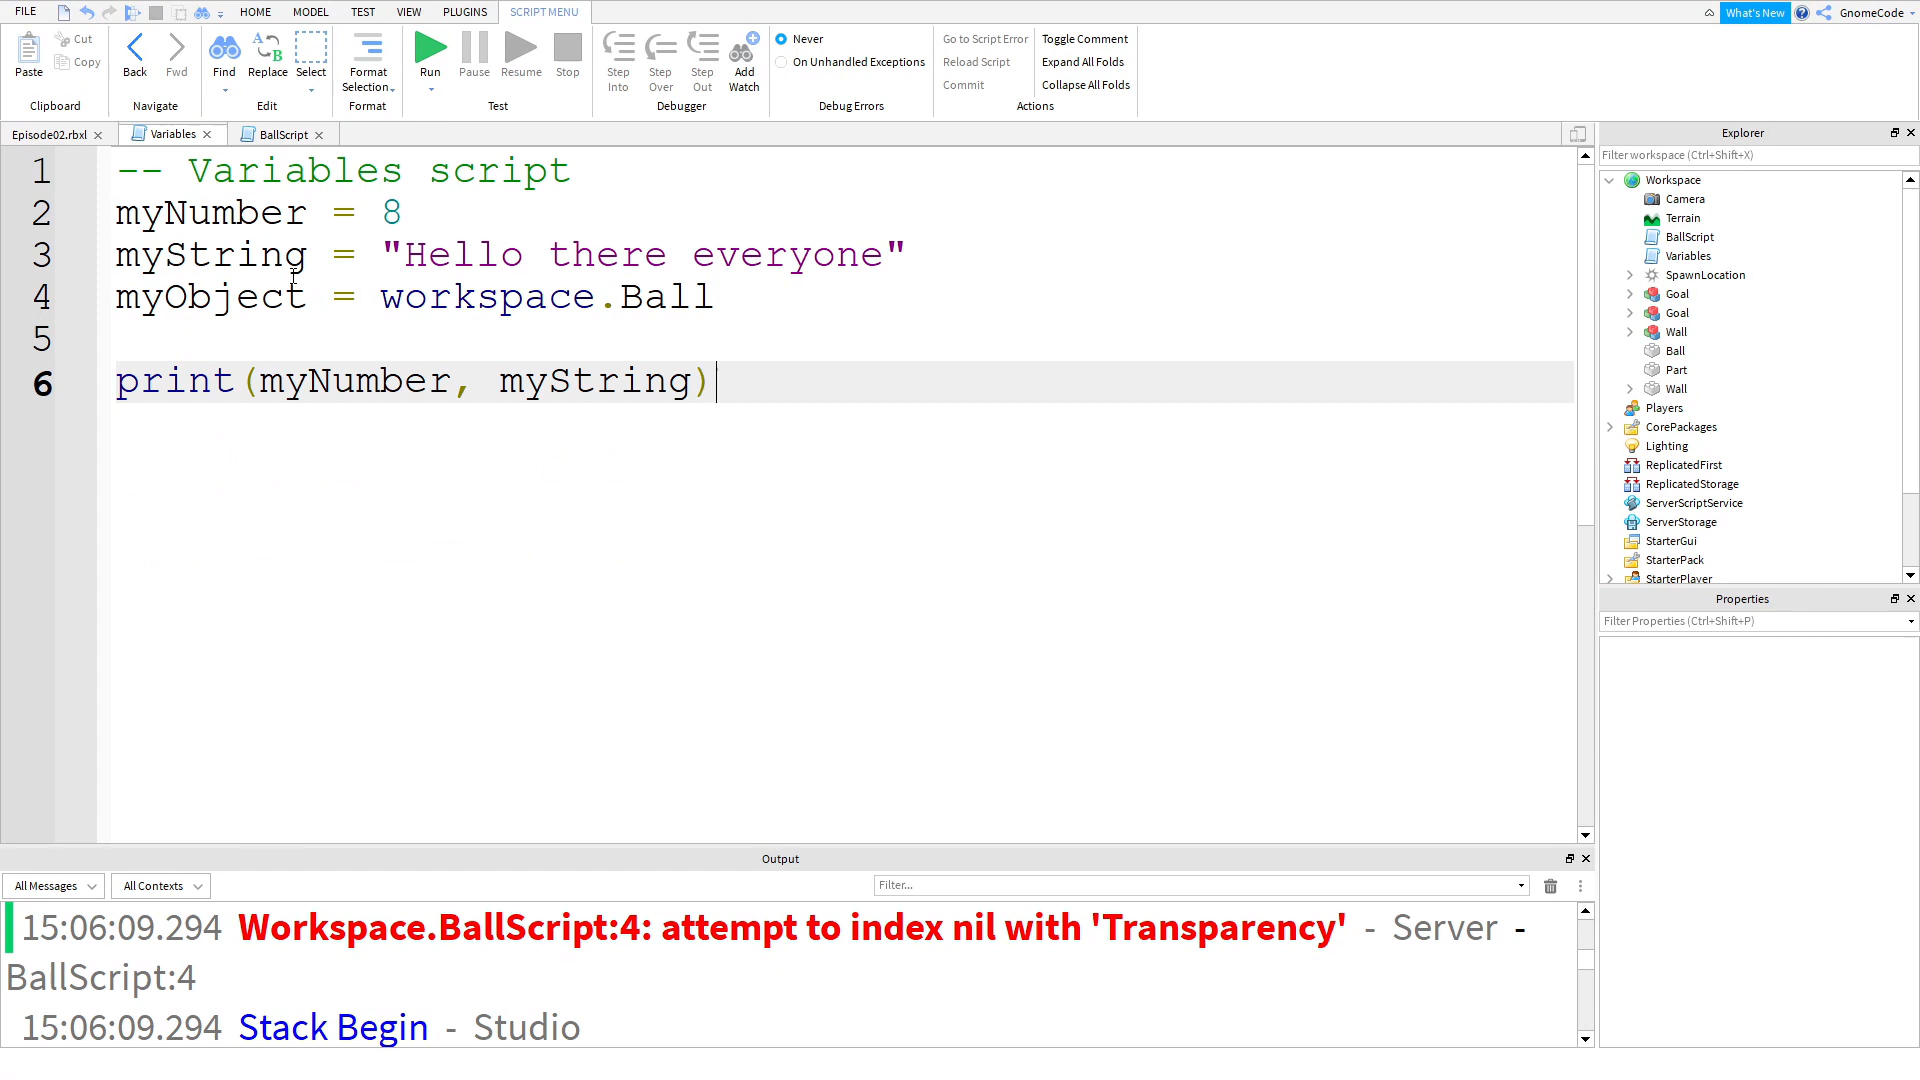 FILE HOME MODEL TEST VIEW PLUGINS SCRIPT MENU What's New ? GnomeCode
Paste Cut Copy
Back Fwd
Find Replace Select
Format Selection
Run Pause Resume Stop
Step Into Step Over Step Out Add Watch
Never
On Unhandled Exceptions
Go to Script Error
Reload Script
Commit
Toggle Comment
Expand All Folds
Collapse All Folds
Clipboard Navigate Edit Format Test Debugger Debug Errors Actions
Episode02.rbxl Variables BallScript
1 -- Variables script
2 myNumber = 8
3 myString = "Hello there everyone"
4 myObject = workspace.Ball
5
6 print(myNumber, myString)
Explorer
Filter workspace (Ctrl+Shift+X)
Workspace
Camera
Terrain
BallScript
Variables
SpawnLocation
Goal
Goal
Wall
Ball
Part
Wall
Players
CorePackages
Lighting
ReplicatedFirst
ReplicatedStorage
ServerScriptService
ServerStorage
StarterGui
StarterPack
StarterPlayer
Properties
Filter Properties (Ctrl+Shift+P)
Output
All Messages All Contexts Filter...
15:06:09.294 Workspace.BallScript:4: attempt to index nil with 'Transparency' - Server -
BallScript:4
15:06:09.294 Stack Begin - Studio